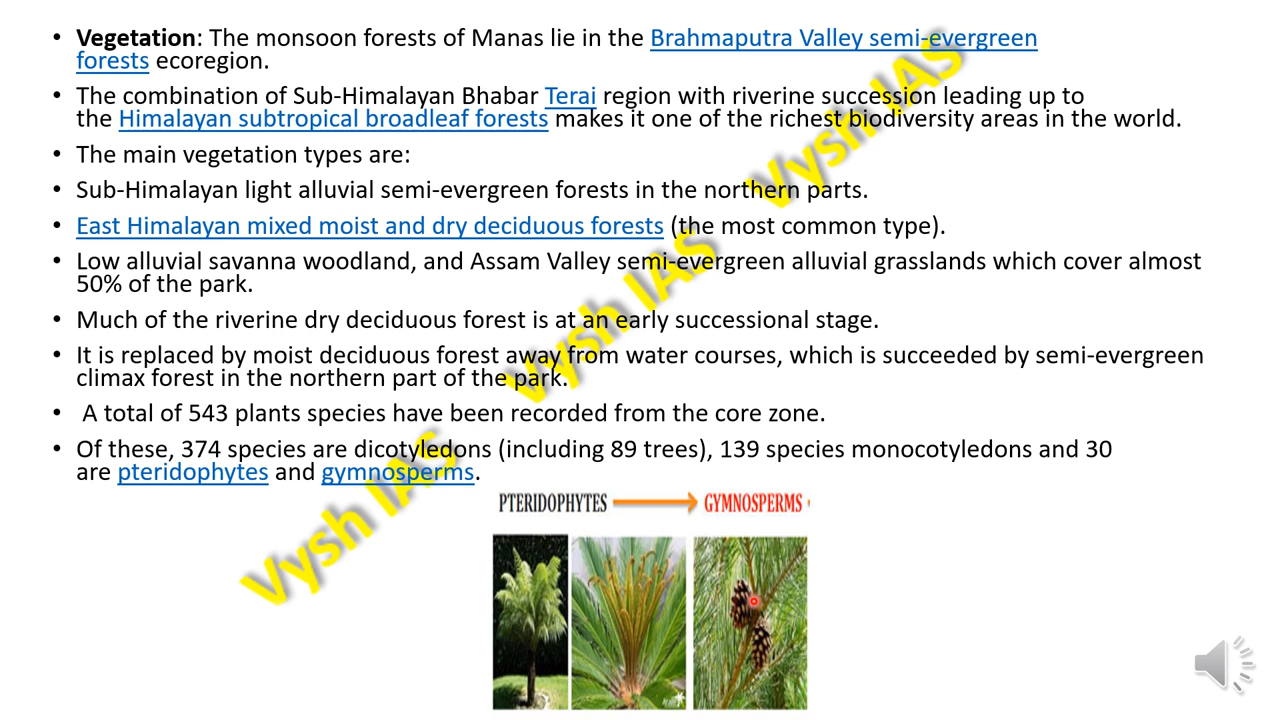 • Vegetation: The monsoon forests of Manas lie in the Brahmaputra Valley semi-evergreen
forests ecoregion.
• The combination of Sub-Himalayan Bhabar Terai region with riverine succession leading up to
the Himalayan subtropical broadleaf forests makes it one of the richest biodiversity areas in the world.
• The main vegetation types are:
• Sub-Himalayan light alluvial semi-evergreen forests in the northern parts.
• East Himalayan mixed moist and dry deciduous forests (the most common type).
• Low alluvial savanna woodland, and Assam Valley semi-evergreen alluvial grasslands which cover almost
50% of the park.
• Much of the riverine dry deciduous forest is at an early successional stage.
• It is replaced by moist deciduous forest away from water courses, which is succeeded by semi-evergreen
climax forest in the northern part of the park.
• A total of 543 plants species have been recorded from the core zone.
• Of these, 374 species are dicotyledons (including 89 trees), 139 species monocotyledons and 30
are pteridophytes and gymnosperms.
PTERIDOPHYTES GYMNOSPERMS
Vysh IAS
Vysh IAS
Vysh IAS